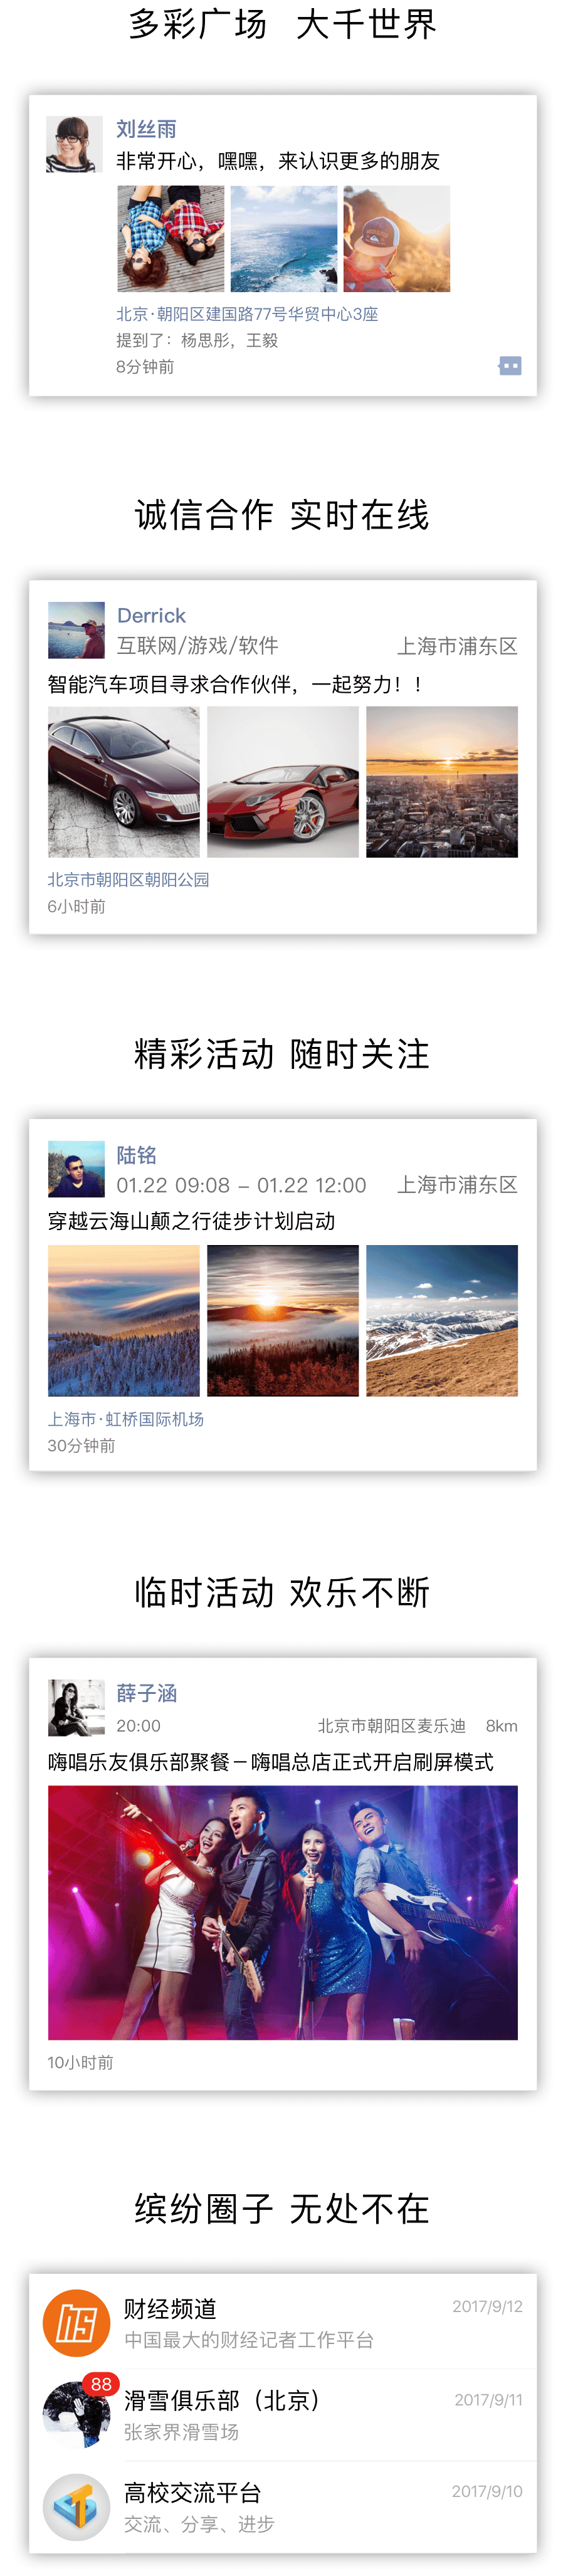 多彩广场 大千世界
刘丝雨
非常开心，嘿嘿，来认识更多的朋友
北京·朝阳区建国路77号华贸中心3座
提到了：杨思彤，王毅
8分钟前
诚信合作 实时在线
Derrick
互联网/游戏/软件 上海市浦东区
智能汽车项目寻求合作伙伴，一起努力！！
北京市朝阳区朝阳公园
6小时前
精彩活动 随时关注
陆铭
01.22 09:08 – 01.22 12:00 上海市浦东区
穿越云海山颠之行徒步计划启动
上海市·虹桥国际机场
30分钟前
临时活动 欢乐不断
薛子涵
20:00 北京市朝阳区麦乐迪 8km
嗨唱乐友俱乐部聚餐－嗨唱总店正式开启刷屏模式
10小时前
缤纷圈子 无处不在
财经频道 2017/9/12
中国最大的财经记者工作平台
88
滑雪俱乐部（北京） 2017/9/11
张家界滑雪场
高校交流平台 2017/9/10
交流、分享、进步